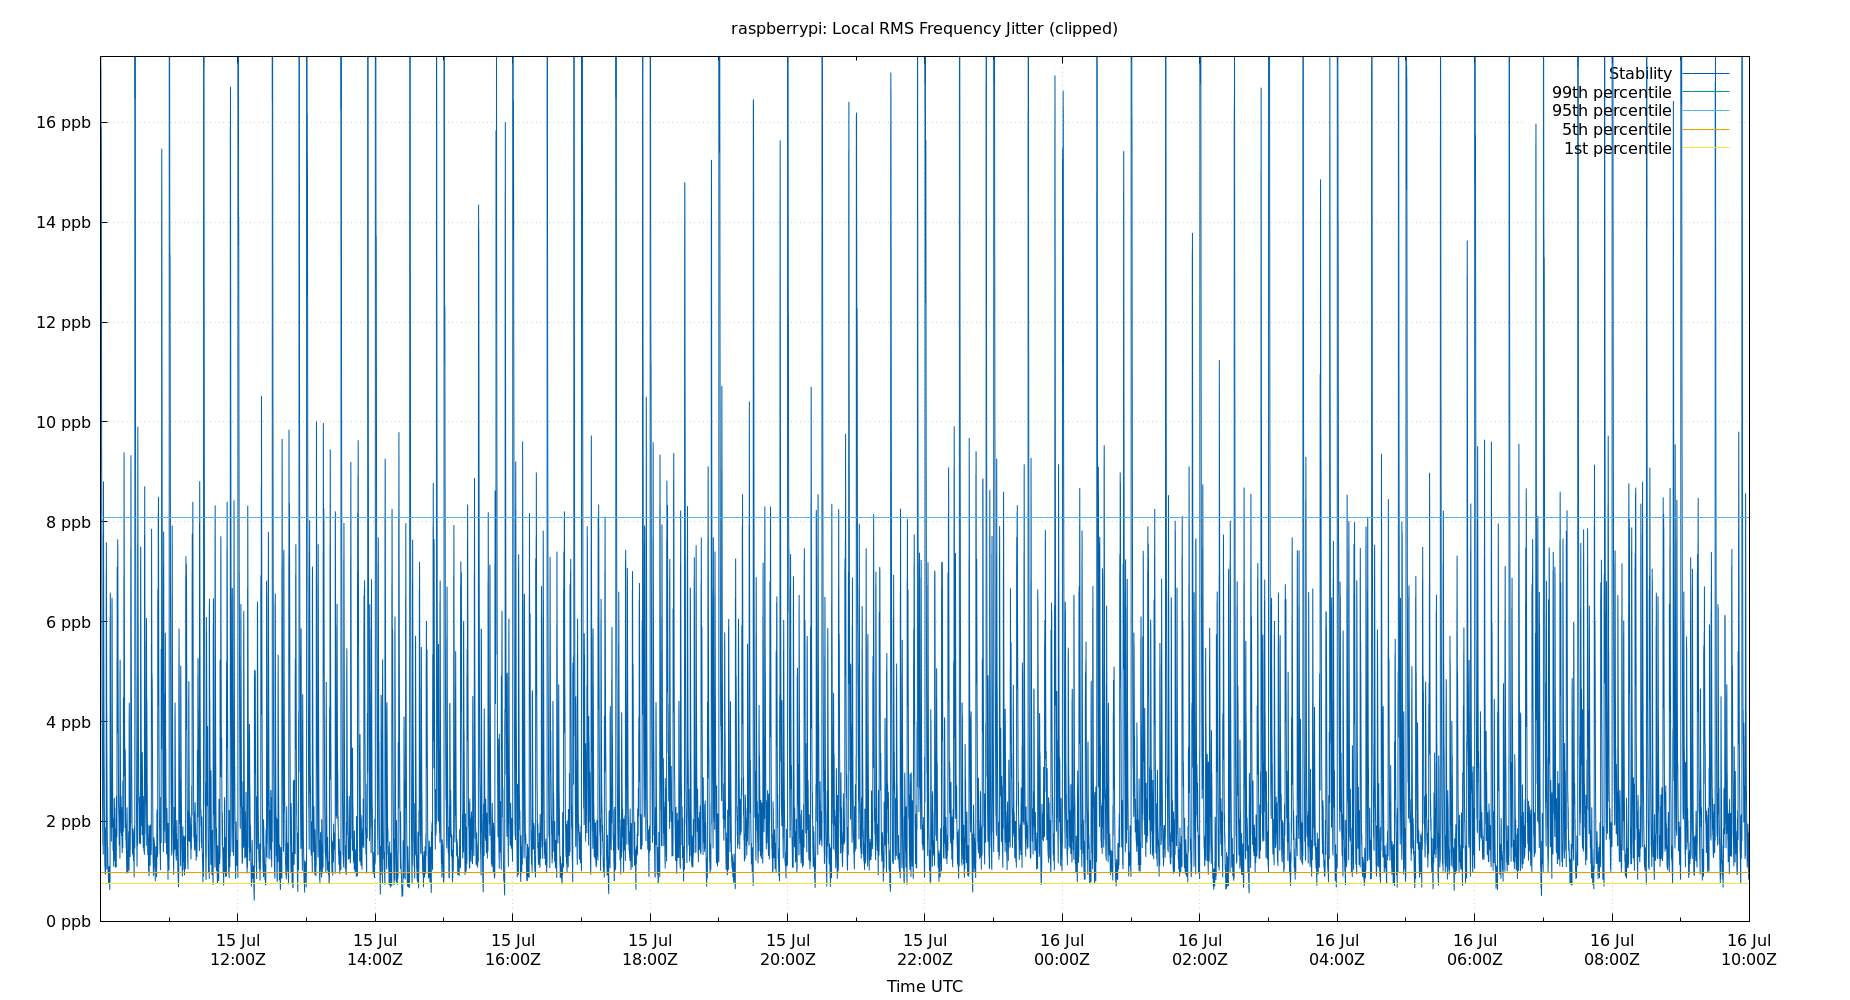 raspberrypi: Local RMS Frequency Jitter (clipped)
Stability
99th percentile
95th percentile
5th percentile
1st percentile
16 ppb
14 ppb
12 ppb
10 ppb
8 ppb
6 ppb
4 ppb
2 ppb
0 ppb
15 Jul 15 Jul 15 Jul 15 Jul 15 Jul 15 Jul 16 Jul 16 Jul 16 Jul 16 Jul 16 Jul 16 Jul
12:00Z 14:00Z 16:00Z 18:00Z 20:00Z 22:00Z 00:00Z 02:00Z 04:00Z 06:00Z 08:00Z 10:00Z
Time UTC